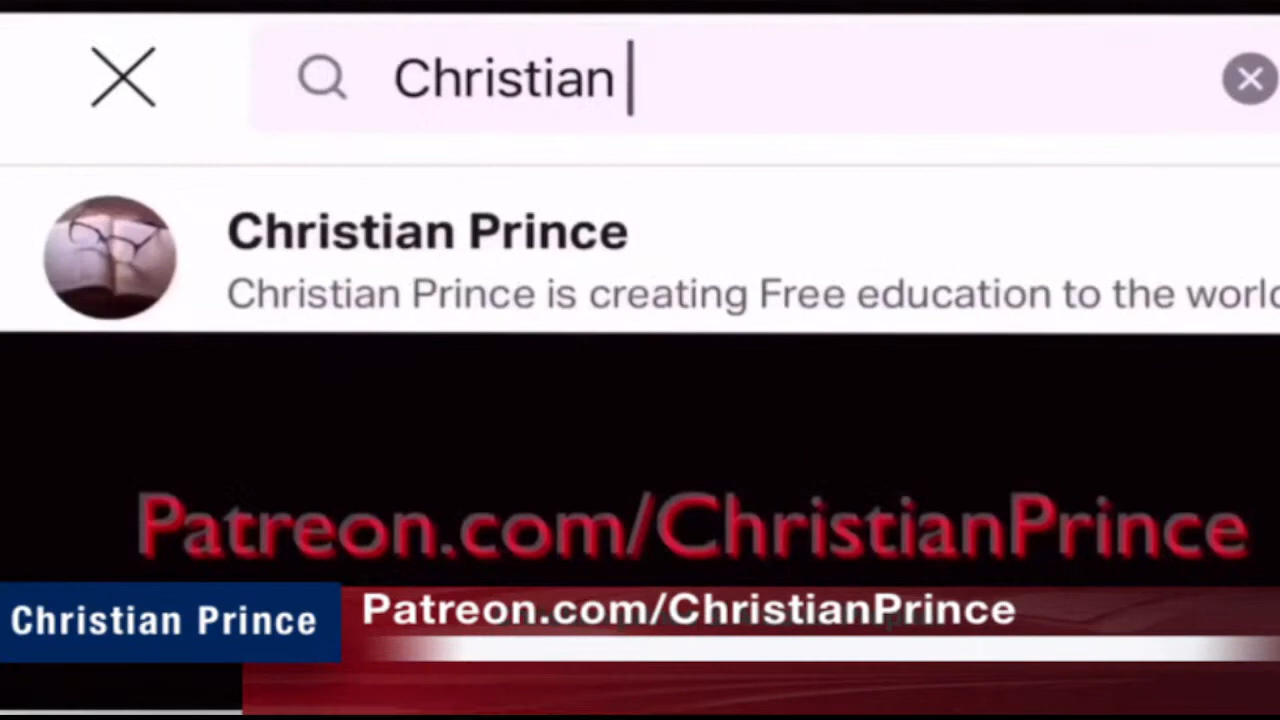 Christian
Christian Prince
Christian Prince is creating Free education to the world
Patreon.com/ChristianPrince
Christian Prince
Patreon.com/ChristianPrince